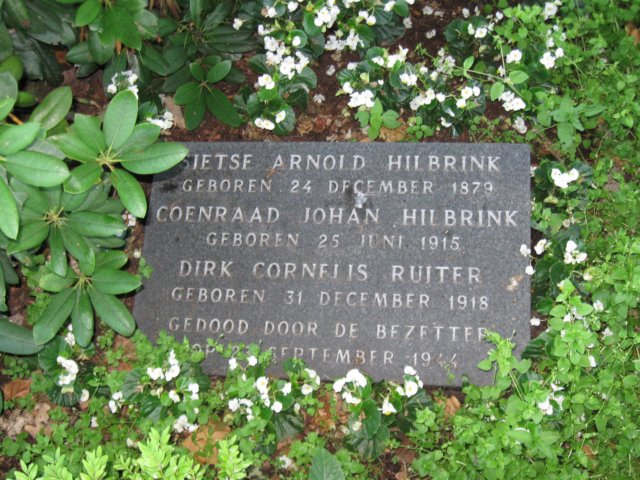 SIETSE ARNOLD HILBRINK
GEBOREN 24 DECEMBER 1879
COENRAAD JOHAN HILBRINK
GEBOREN 25 JUNI 1915
DIRK CORNELIS RUITER
GEBOREN 31 DECEMBER 1918
GEDOOD DOOR DE BEZETTER
OP SEPTEMBER 1944